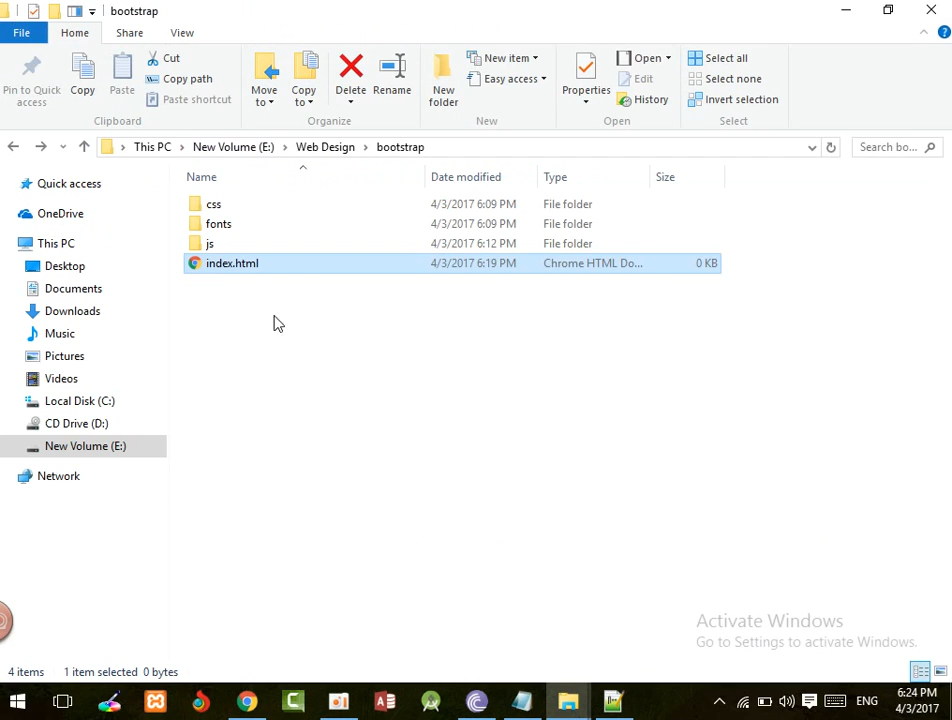 bootstrap
File Home Share View
Pin to Quick access
Copy
Paste
Cut
Copy path
Paste shortcut
Clipboard
Move to
Copy to
Delete
Rename
Organize
New folder
New item
Easy access
New
Properties
Open
Edit
History
Open
Select all
Select none
Invert selection
Select
This PC New Volume (E:) Web Design bootstrap
Search bo...
Name Date modified Type Size
css 4/3/2017 6:09 PM File folder
fonts 4/3/2017 6:09 PM File folder
js 4/3/2017 6:12 PM File folder
index.html 4/3/2017 6:19 PM Chrome HTML Do... 0 KB
Quick access
OneDrive
This PC
Desktop
Documents
Downloads
Music
Pictures
Videos
Local Disk (C:)
CD Drive (D:)
New Volume (E:)
Network
Activate Windows
Go to Settings to activate Windows.
4 items 1 item selected 0 bytes
ENG
6:24 PM
4/3/2017